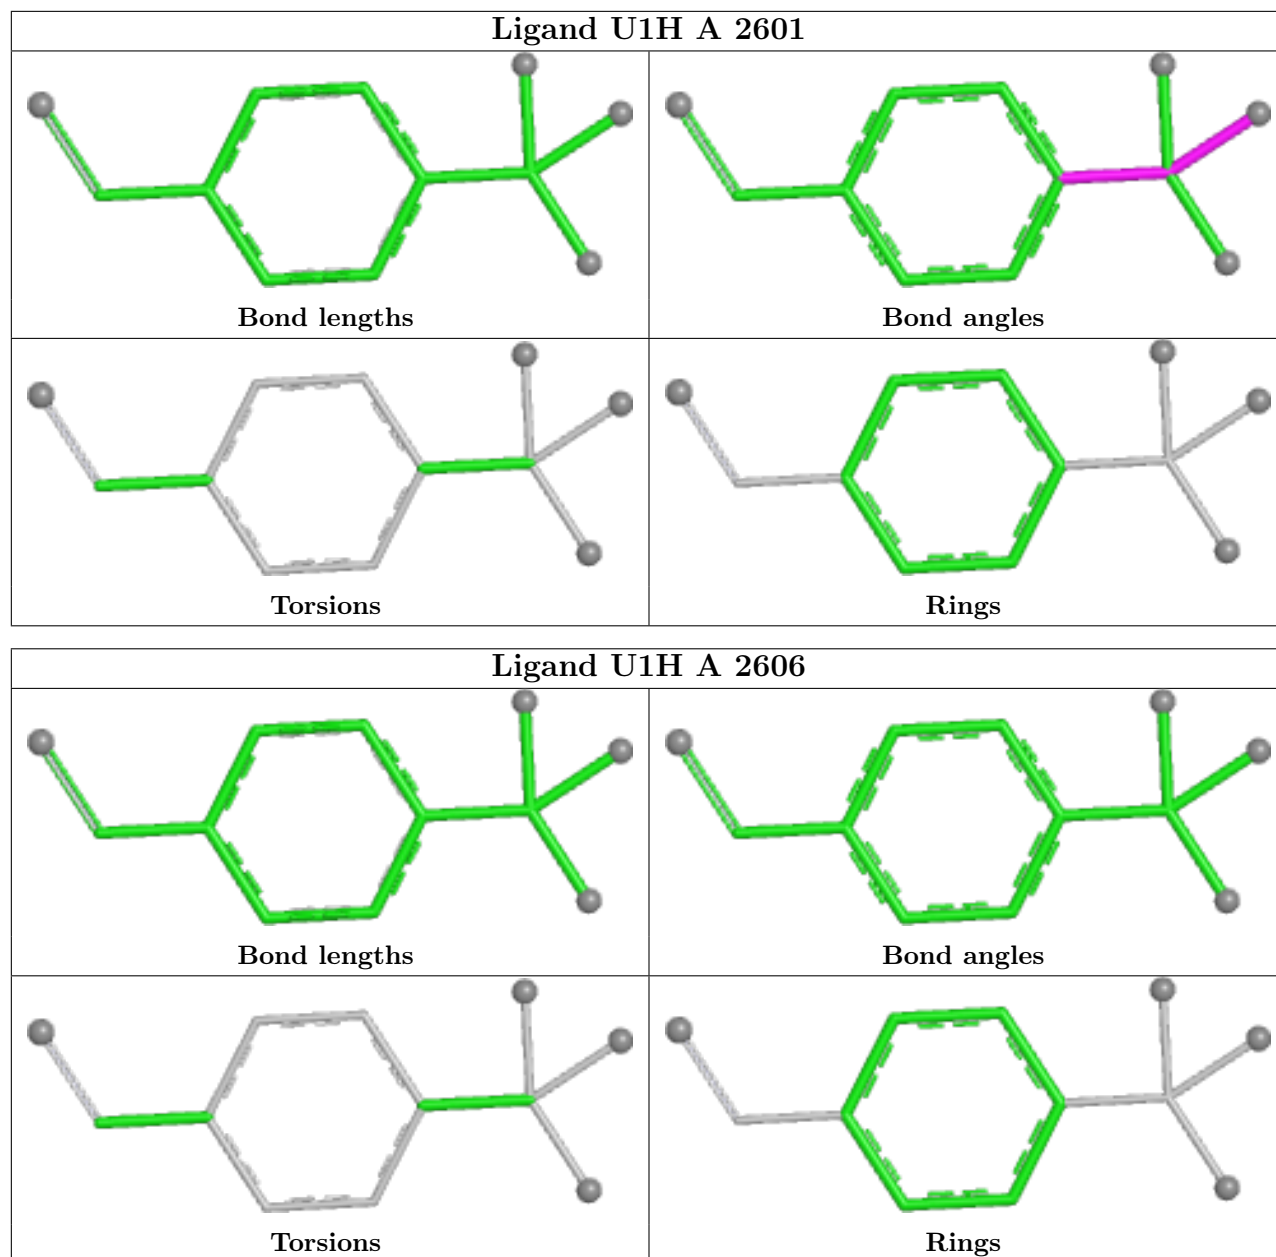 Ligand U1H A 2601
Bond lengths
Bond angles
Torsions
Rings
Ligand U1H A 2606
Bond lengths
Bond angles
Torsions
Rings